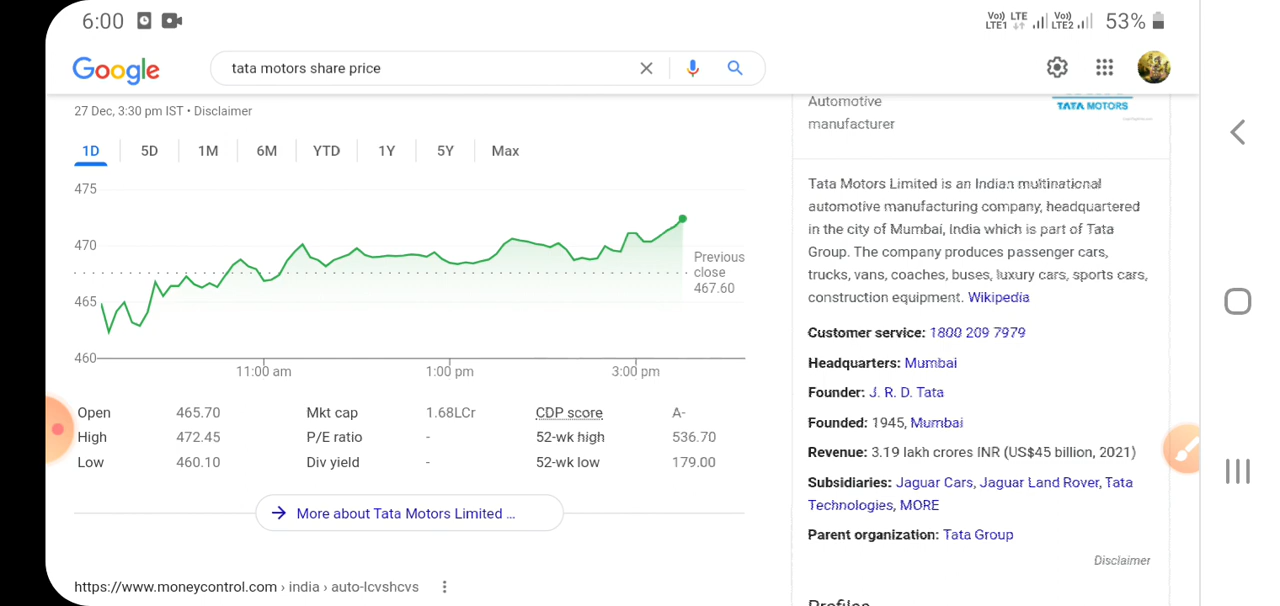 6:00
Vo)) LTE Vo))
LTE1 LTE2 53%
Google
tata motors share price
27 Dec, 3:30 pm IST • Disclaimer
1D 5D 1M 6M YTD 1Y 5Y Max
475
470
465
460
Previous
close
467.60
11:00 am 1:00 pm 3:00 pm
Open 465.70 Mkt cap 1.68LCr CDP score A-
High 472.45 P/E ratio - 52-wk high 536.70
Low 460.10 Div yield - 52-wk low 179.00
More about Tata Motors Limited ...
https://www.moneycontrol.com › india › auto-lcvshcvs
Automotive
manufacturer
TATA MOTORS
Tata Motors Limited is an Indian multinational
automotive manufacturing company, headquartered
in the city of Mumbai, India which is part of Tata
Group. The company produces passenger cars,
trucks, vans, coaches, buses, luxury cars, sports cars,
construction equipment. Wikipedia
Customer service: 1800 209 7979
Headquarters: Mumbai
Founder: J. R. D. Tata
Founded: 1945, Mumbai
Revenue: 3.19 lakh crores INR (US$45 billion, 2021)
Subsidiaries: Jaguar Cars, Jaguar Land Rover, Tata
Technologies, MORE
Parent organization: Tata Group
Disclaimer
Profiles